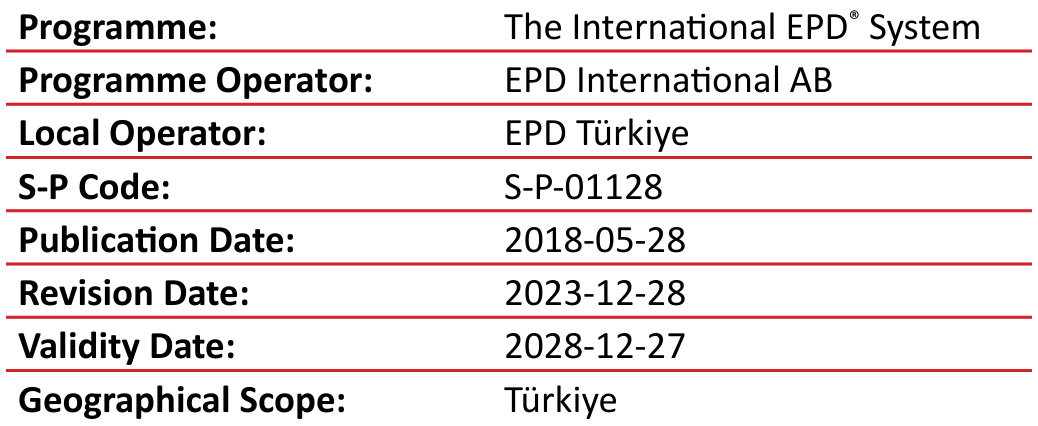 Programme: The International EPD® System
Programme Operator: EPD International AB
Local Operator: EPD Türkiye
S-P Code: S-P-01128
Publication Date: 2018-05-28
Revision Date: 2023-12-28
Validity Date: 2028-12-27
Geographical Scope: Türkiye